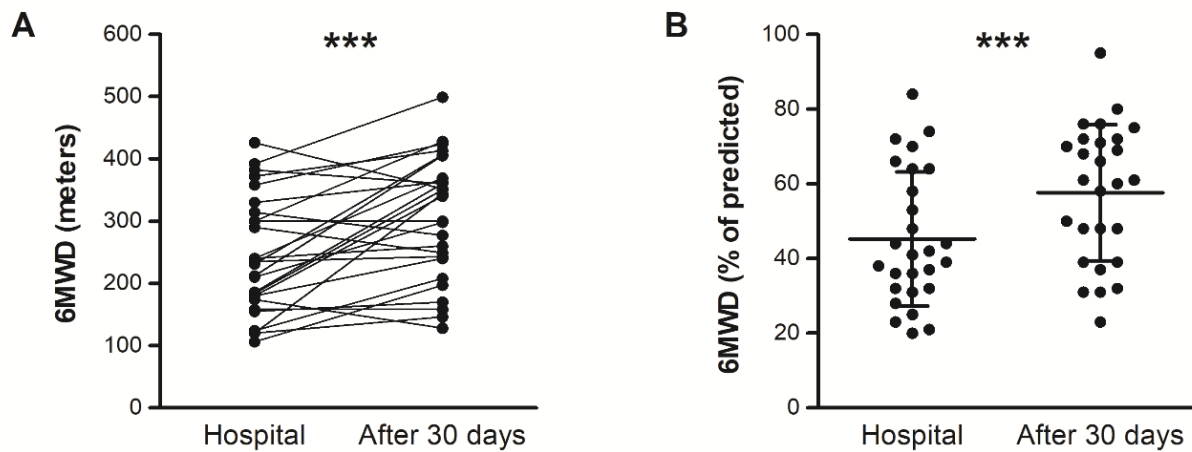 A
***
6MWD (meters)
600
500
400
300
200
100
0
Hospital After 30 days
B
***
6MWD (% of predicted)
100
80
60
40
20
0
Hospital After 30 days